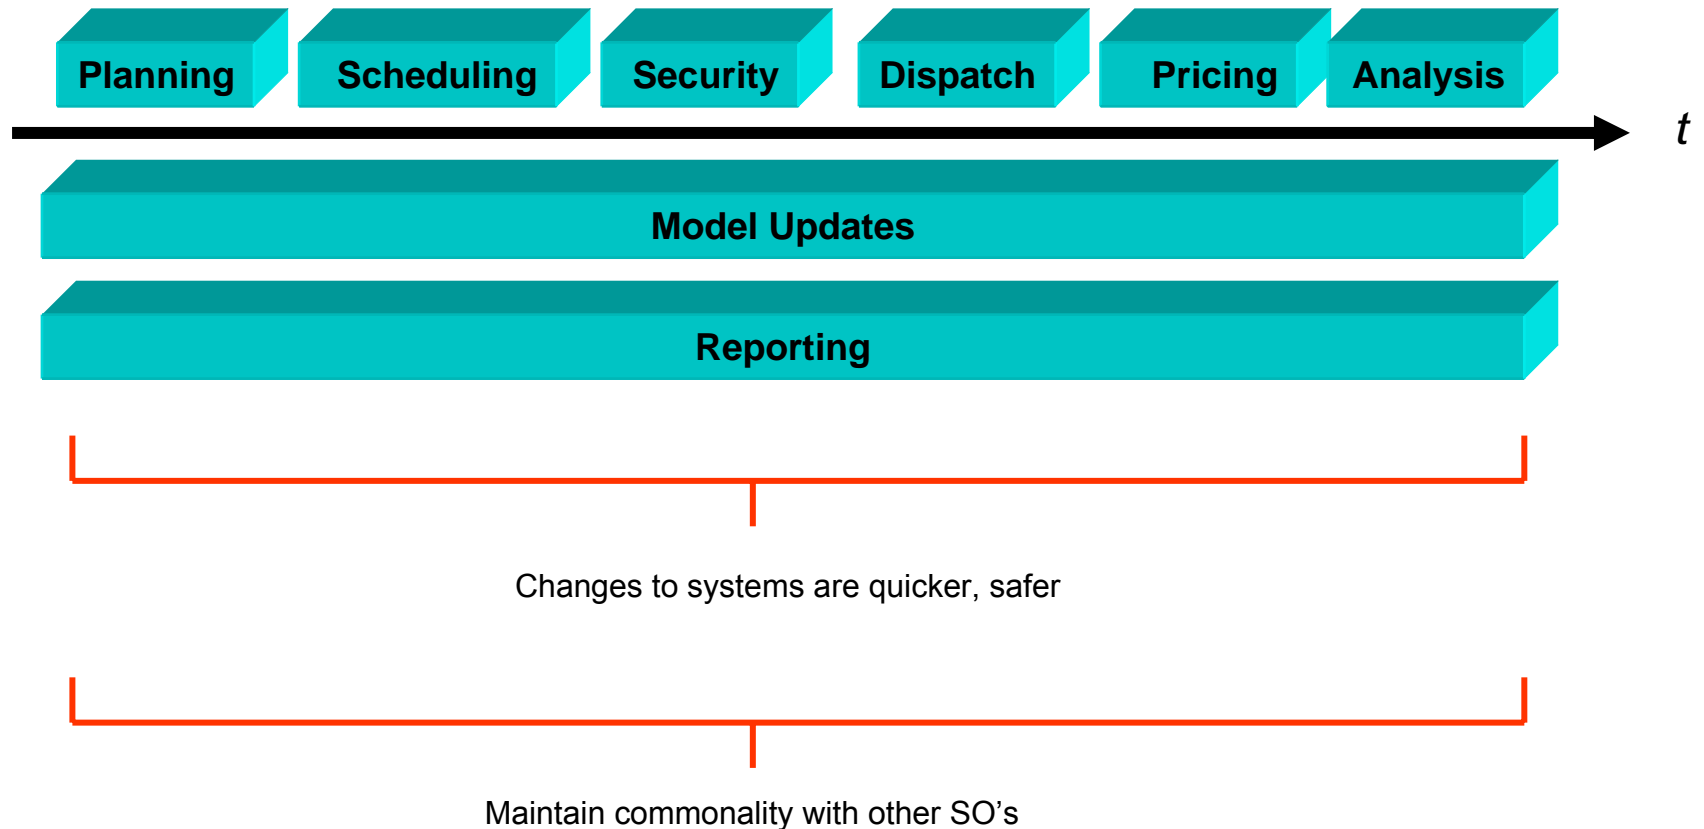 Planning Scheduling Security Dispatch Pricing Analysis
t
Model Updates
Reporting
Changes to systems are quicker, safer
Maintain commonality with other SO’s